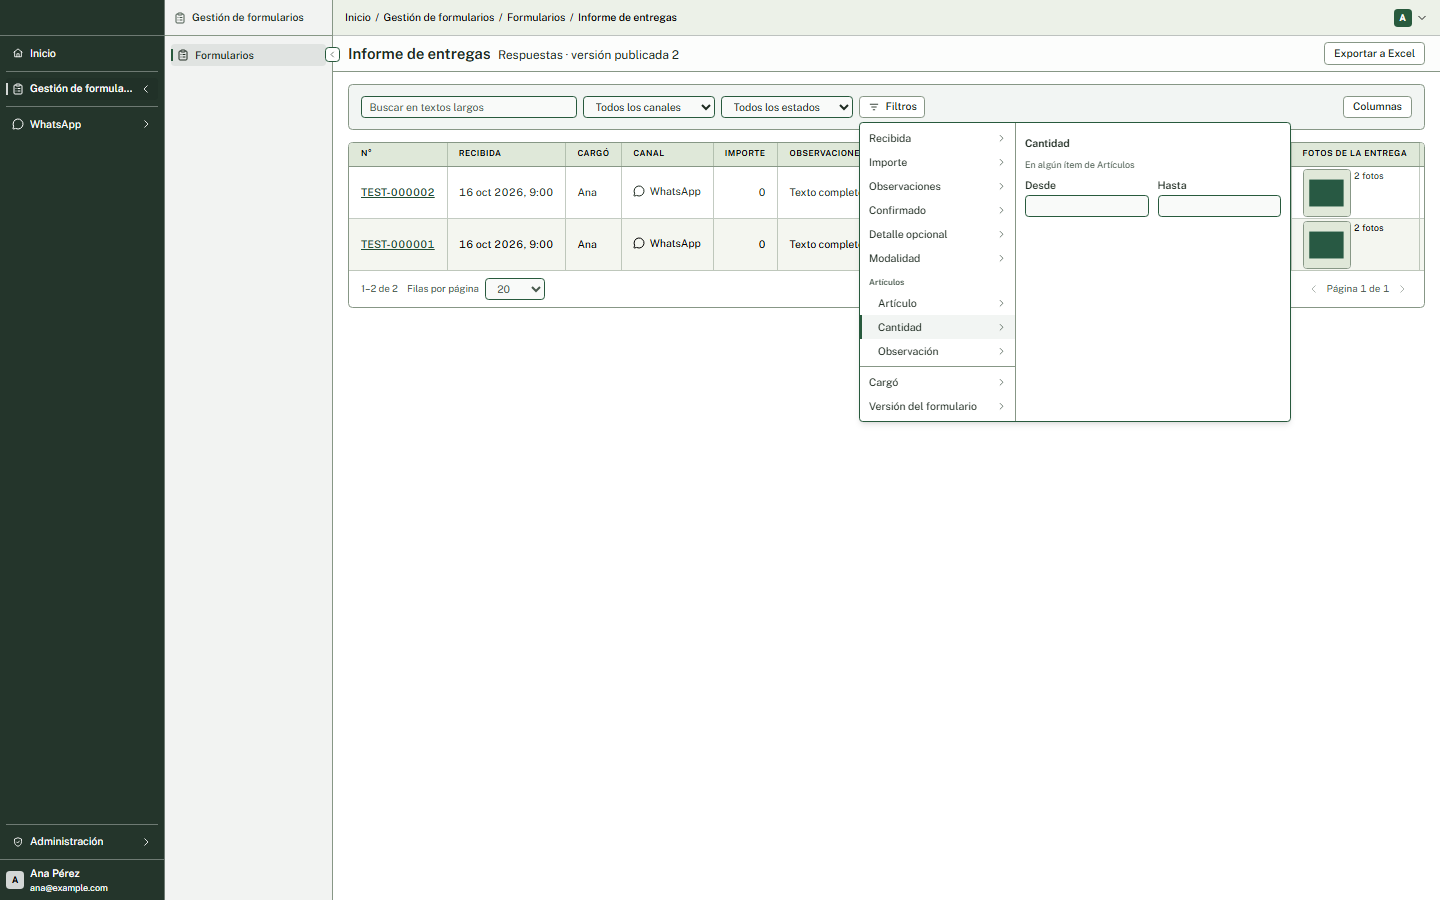 Inicio
Gestión de formula...
WhatsApp
Administración
A
Ana Pérez
ana@example.com
Gestión de formularios
Formularios
Inicio / Gestión de formularios / Formularios / Informe de entregas
A
Informe de entregas Respuestas · versión publicada 2
Exportar a Excel
Buscar en textos largos
Todos los canales
Todos los estados
Filtros
Columnas
N° RECIBIDA CARGÓ CANAL IMPORTE OBSERVACIONE FOTOS DE LA ENTREGA
TEST-000002 16 oct 2026, 9:00 Ana WhatsApp 0 Texto complet 2 fotos
TEST-000001 16 oct 2026, 9:00 Ana WhatsApp 0 Texto complet 2 fotos
1–2 de 2 Filas por página 20 Página 1 de 1
Recibida
Importe
Observaciones
Confirmado
Detalle opcional
Modalidad
Artículos
Artículo
Cantidad
Observación
Cargó
Versión del formulario
Cantidad
En algún ítem de Artículos
Desde Hasta